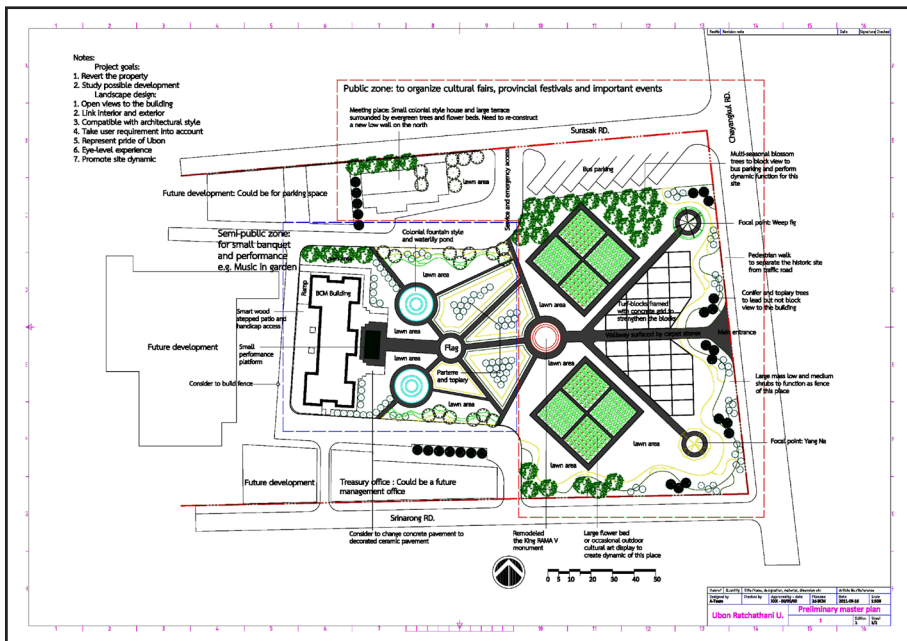 Notes:
Project goals:
1. Revert the property
2. Study possible development
Landscape design:
1. Open views to the building
2. Link interior and exterior
3. Compatible with architectural style
4. Take user requirement into account
5. Represent pride of Ubon
6. Eye-level experience
7. Promote site dynamic
Public zone: to organize cultural fairs, provincial festivals and important events
Meeting place: Small colonial style house and large terrace
surrounded by evergreen trees and flower beds. Need to re-construct
a new low wall on the north
Surasak RD.
Chayangkul RD.
Multi-seasonal blossom
trees to block view to
bus parking and perform
dynamic function for this
site
Bus parking
lawn area
Service and emergency access
Future development: Could be for parking space
Semi-public zone:
for small banquet
and performance
e.g. Music in garden
Colonial fountain style
and waterlily pond
Focal point: Weep fig
Pedestrian walk
to separate the historic site
from traffic road
lawn area
lawn area
Ramp
BCM Building
Conifer and topiary trees
to lead but not block
view to the building
Smart wood
stepped patio and
handicap access
lawn area
Turf-blocks framed
with concrete grid to
strengthen the blocks
lawn area
Walkway surfaced by carpet stones
Main entrance
Future development
Small
performance
platform
Flag
lawn area
lawn area
Parterre
and topiary
Consider to build fence
Large mass low and medium
shrubs to function as fence
of this place
lawn area
lawn area
Focal point: Yang Na
lawn area
Future development
Treasury office : Could be a future
management office
Srinarong RD.
Consider to change concrete pavement to
decorated ceramic pavement
Remodeled
the King RAMA V
monument
Large flower bed
or occasional outdoor
cultural art display to
create dynamic of this place
0 5 10 20 30 40 50
Preliminary master plan
Ubon Ratchathani U.